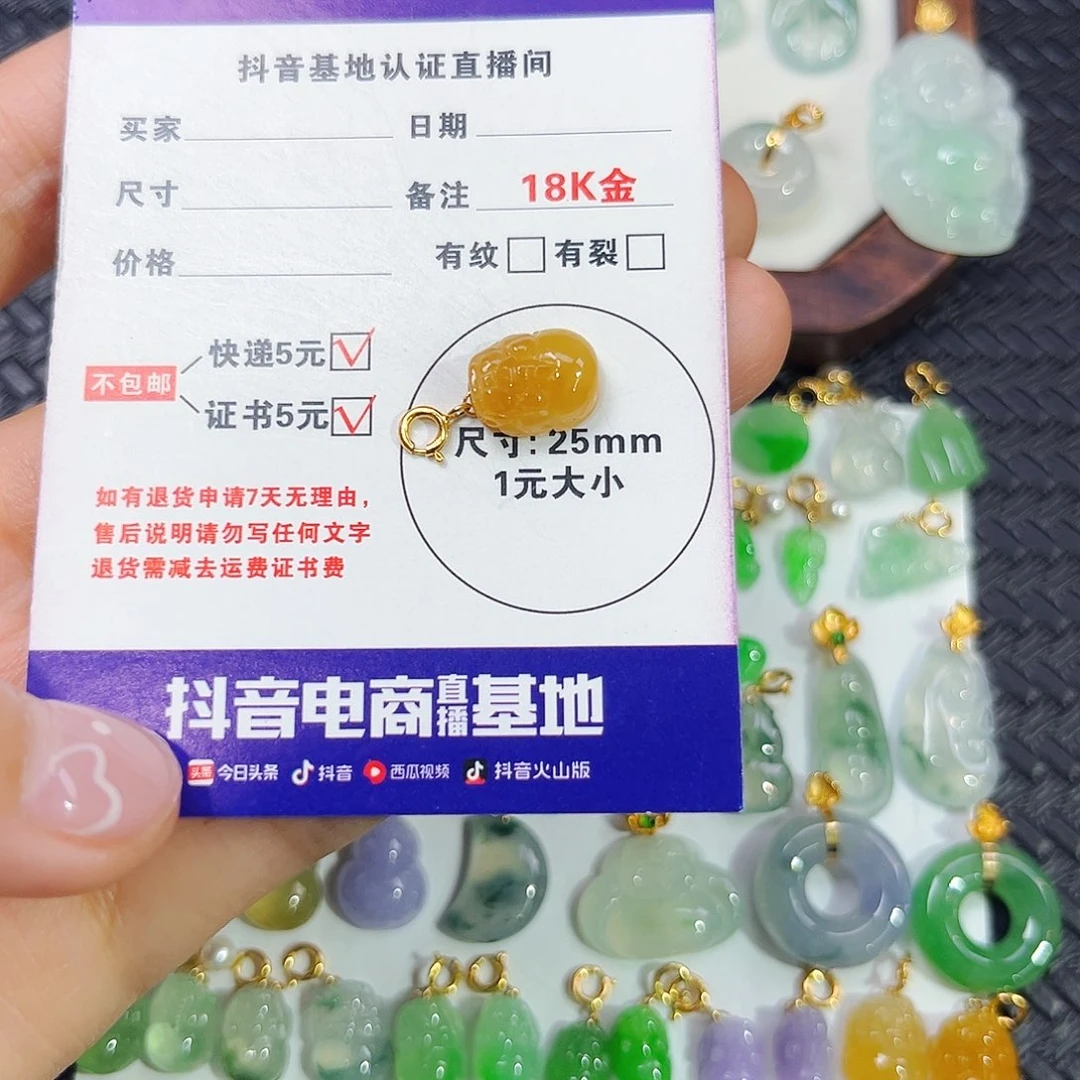 抖音基地认证直播间
买家 日期
尺寸 备注 18K金
价格 有纹 有裂
不包邮
快递5元
证书5元
尺寸:25mm
1元大小
如有退货申请7天无理由,
售后说明请勿写任何文字
退货需减去运费证书费
抖音电商直播基地
头条 今日头条 抖音 西瓜视频 抖音火山版